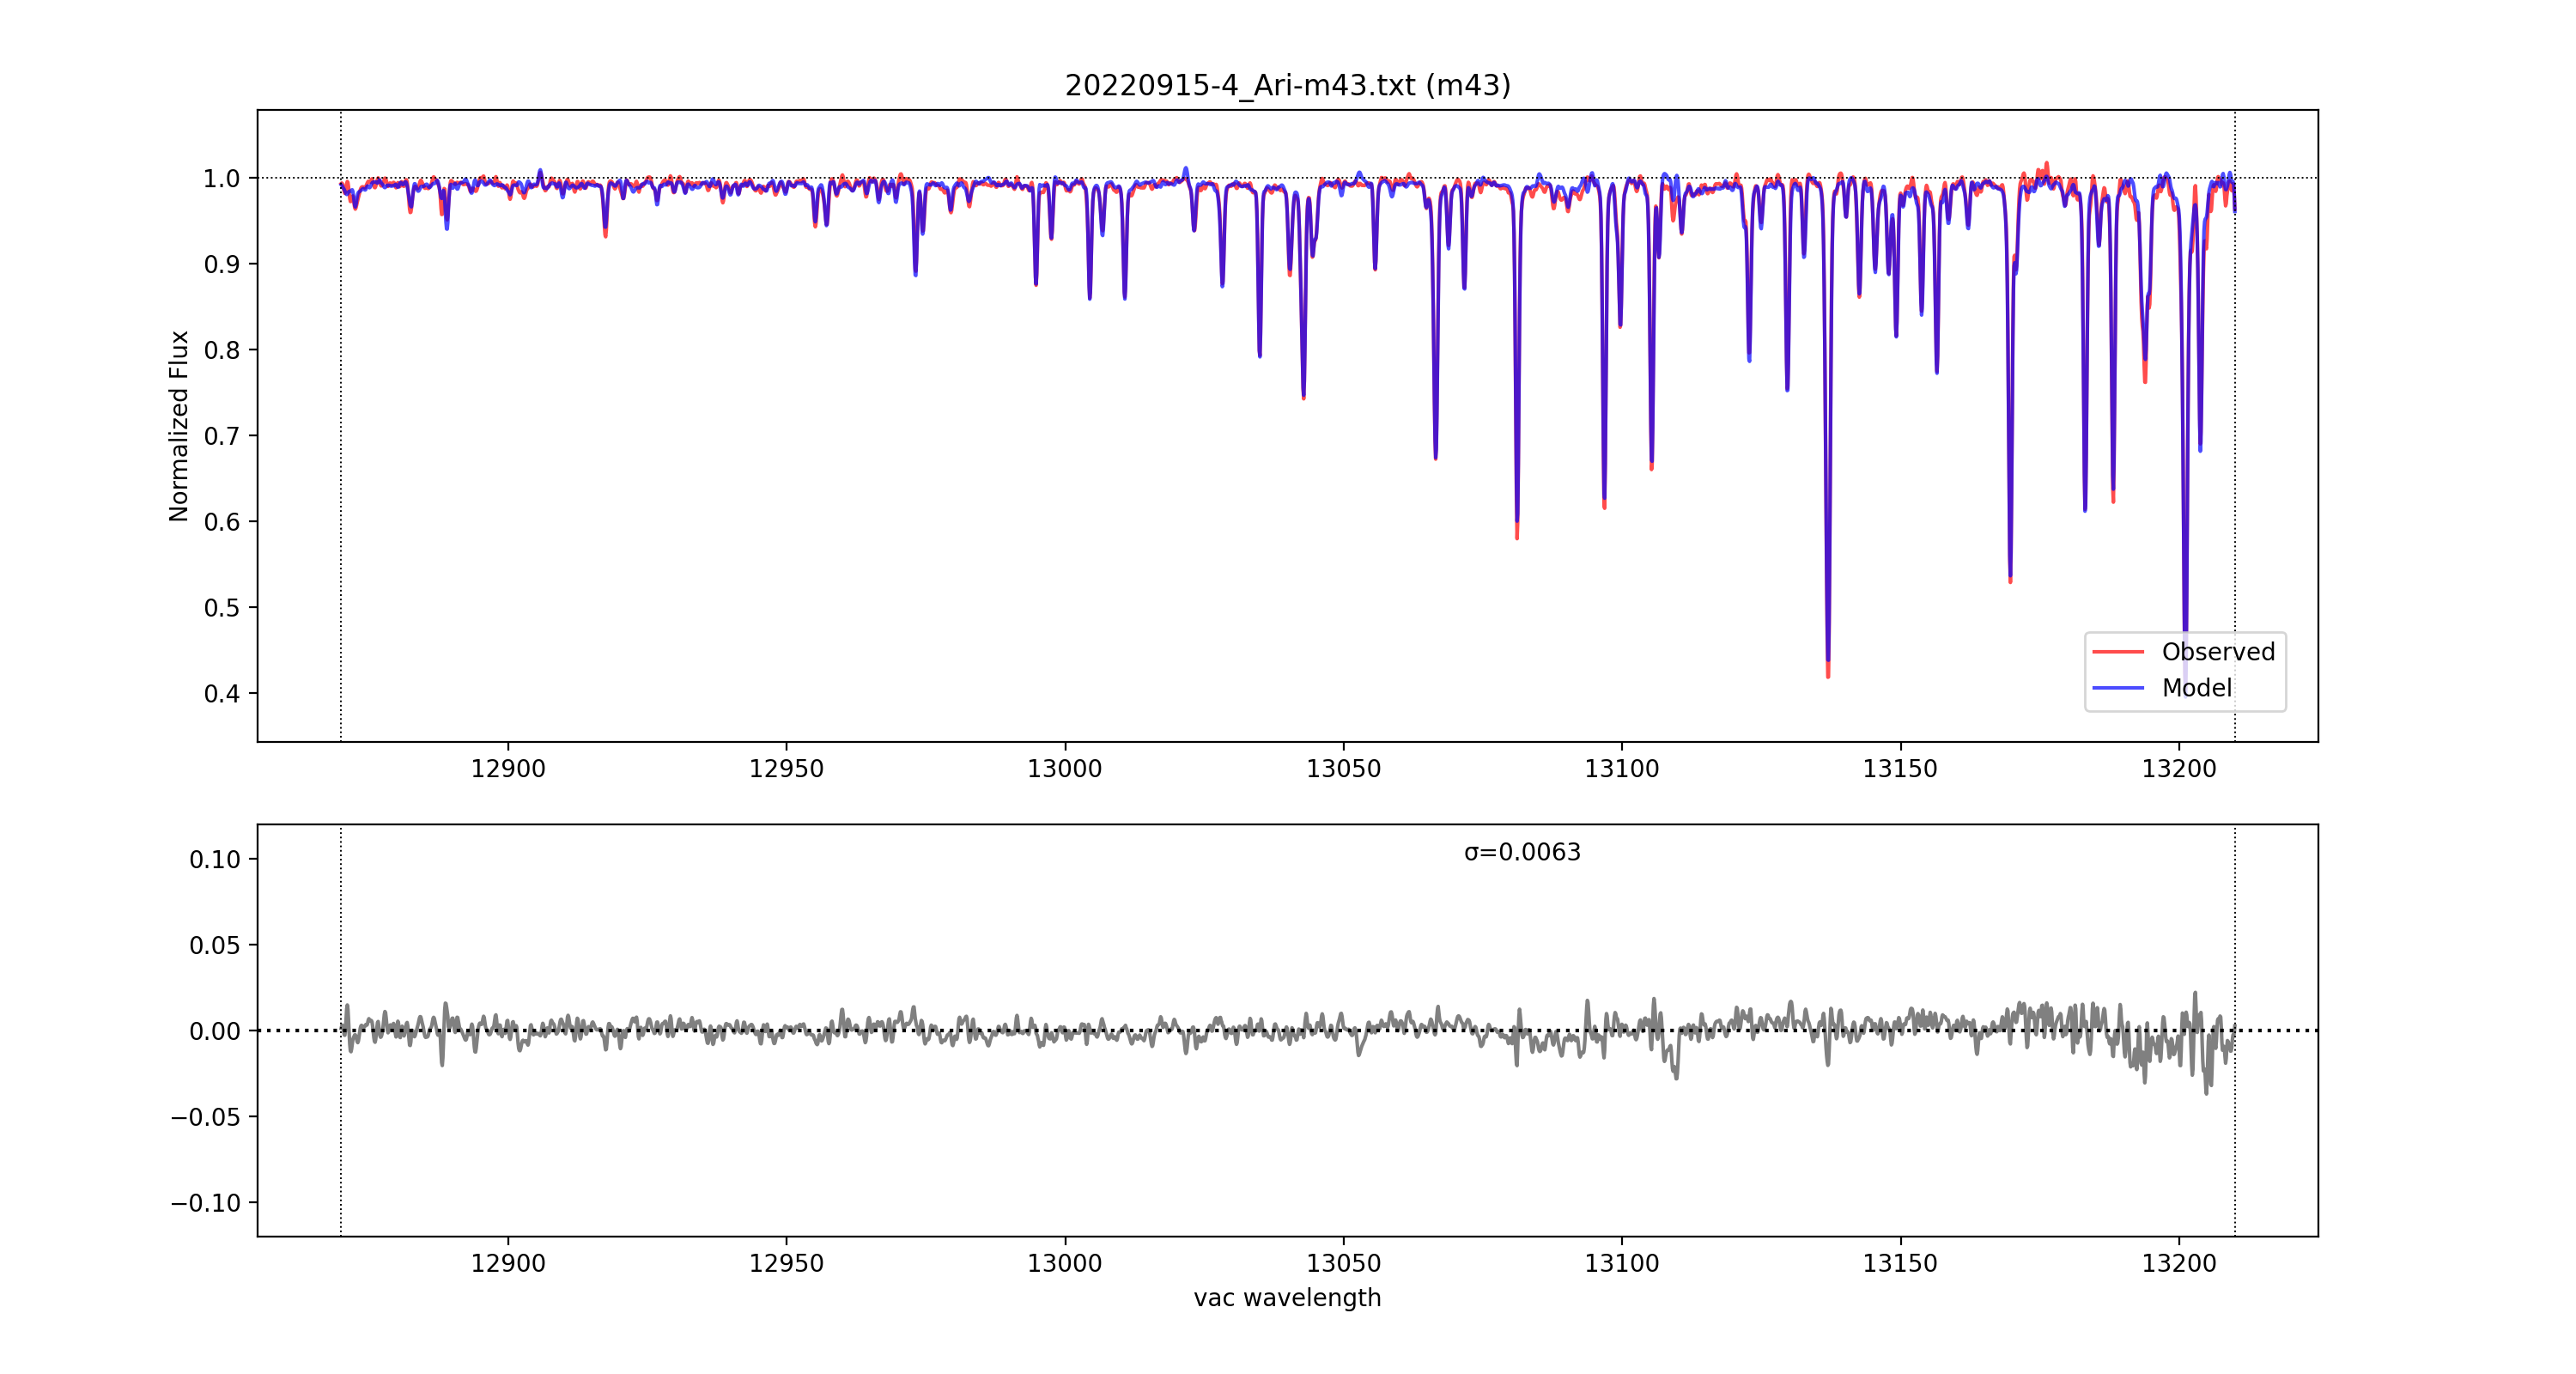 20220915-4_Ari-m43.txt (m43)
Normalized Flux
1.0
0.9
0.8
0.7
0.6
0.5
0.4
12900 12950 13000 13050 13100 13150 13200
Observed
Model
σ=0.0063
0.10
0.05
0.00
−0.05
−0.10
12900 12950 13000 13050 13100 13150 13200
vac wavelength